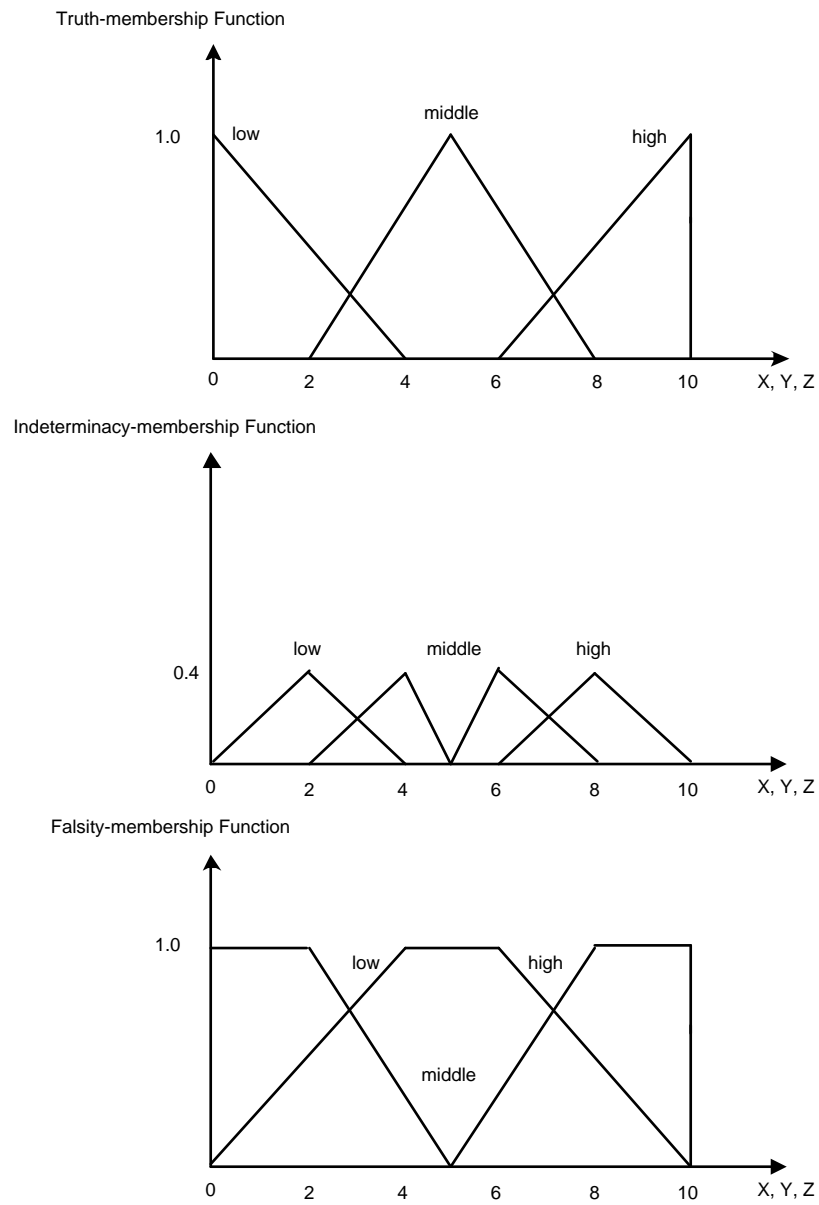 Truth-membership Function
middle
1.0 low high
0 2 4 6 8 10 X, Y, Z
Indeterminacy-membership Function
low middle high
0.4
0 2 4 6 8 10 X, Y, Z
Falsity-membership Function
1.0
low high
middle
0 2 4 6 8 10 X, Y, Z